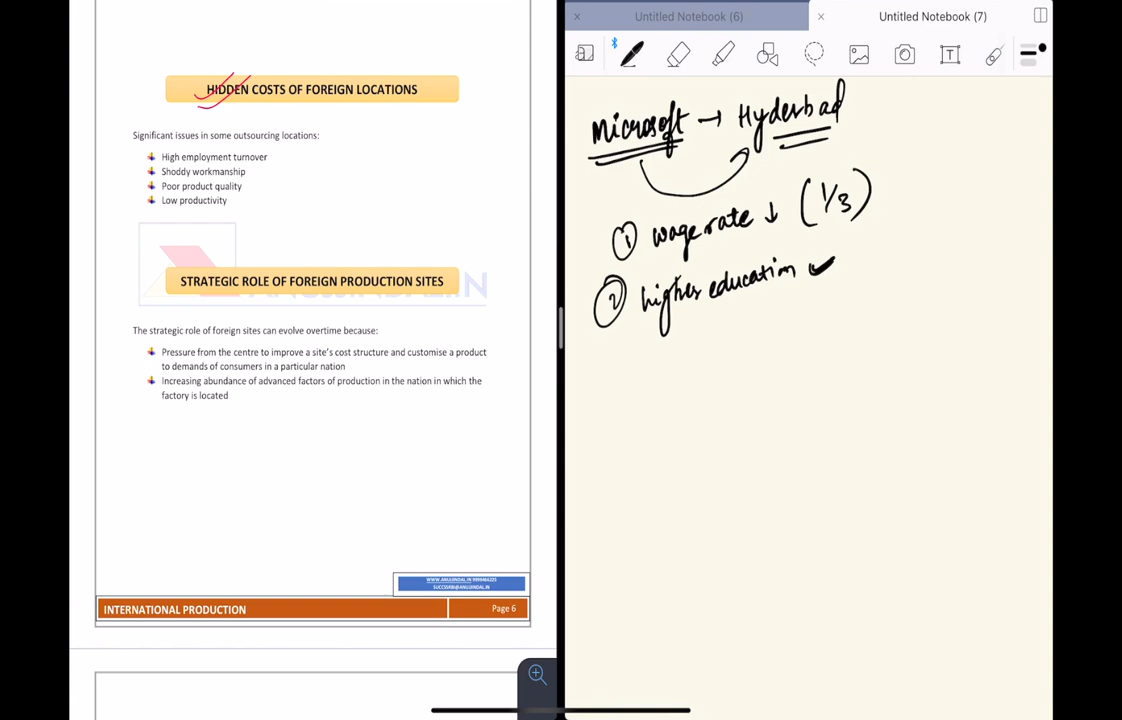 HIDDEN COSTS OF FOREIGN LOCATIONS
Significant issues in some outsourcing locations:
High employment turnover
Shoddy workmanship
Poor product quality
Low productivity
STRATEGIC ROLE OF FOREIGN PRODUCTION SITES
The strategic role of foreign sites can evolve overtime because:
Pressure from the centre to improve a site's cost structure and customise a product
to demands of consumers in a particular nation
Increasing abundance of advanced factors of production in the nation in which the
factory is located
INTERNATIONAL PRODUCTION
Page 6
Untitled Notebook (6)
Untitled Notebook (7)
Microsoft → Hyderbad
① wage rate ↓ (1/3)
② higher education ✓